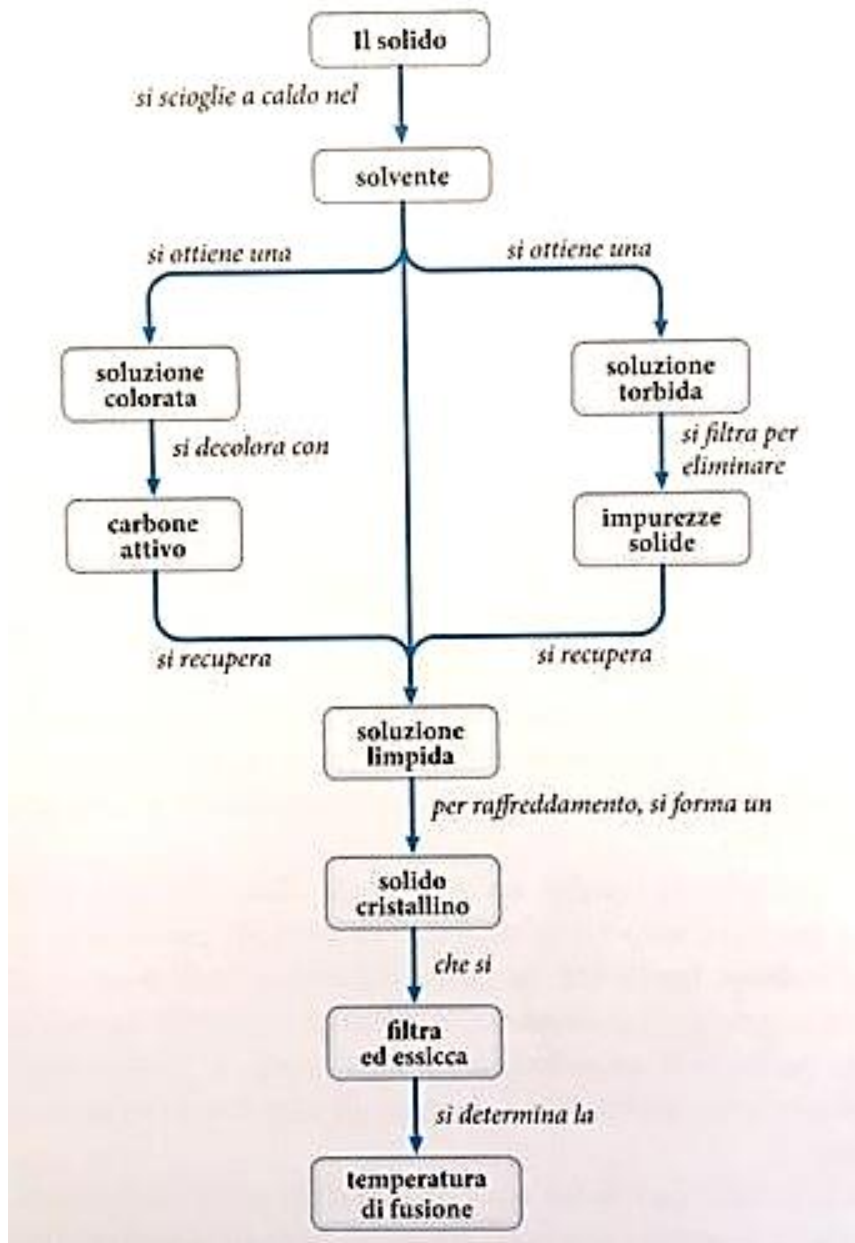 Il solido
si scioglie a caldo nel
solvente
si ottiene una
si ottiene una
soluzione
colorata
soluzione
torbida
si decolora con
si filtra per
eliminare
carbone
attivo
impurezze
solide
si recupera
si recupera
soluzione
limpida
per raffreddamento, si forma un
solido
cristallino
che si
filtra
ed essicca
si determina la
temperatura
di fusione